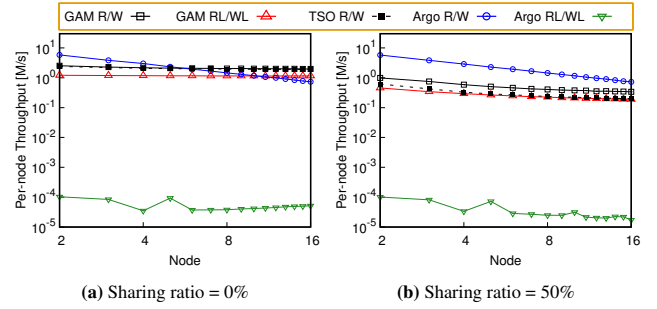 GAM R/W GAM RL/WL TSO R/W Argo R/W Argo RL/WL
Per-node Throughput [M/s]
10^1
10^0
10^-1
10^-2
10^-3
10^-4
10^-5
2 4 8 16
Node
(a) Sharing ratio = 0%
Per-node Throughput [M/s]
10^1
10^0
10^-1
10^-2
10^-3
10^-4
10^-5
2 4 8 16
Node
(b) Sharing ratio = 50%